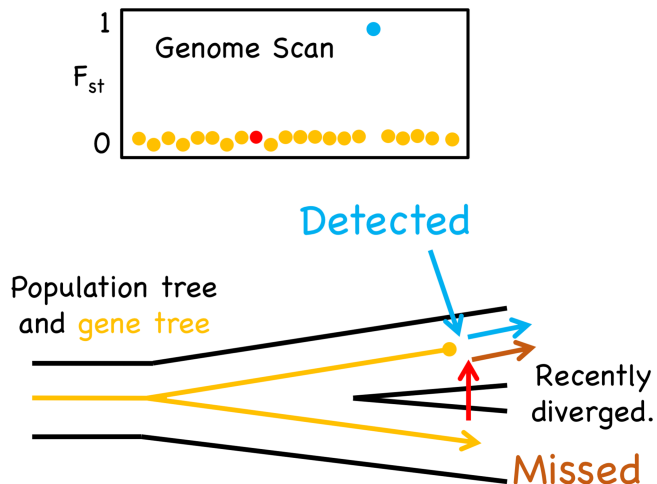 1
Genome Scan
Fst
0
Detected
Population tree
and gene tree
Recently
diverged.
Missed